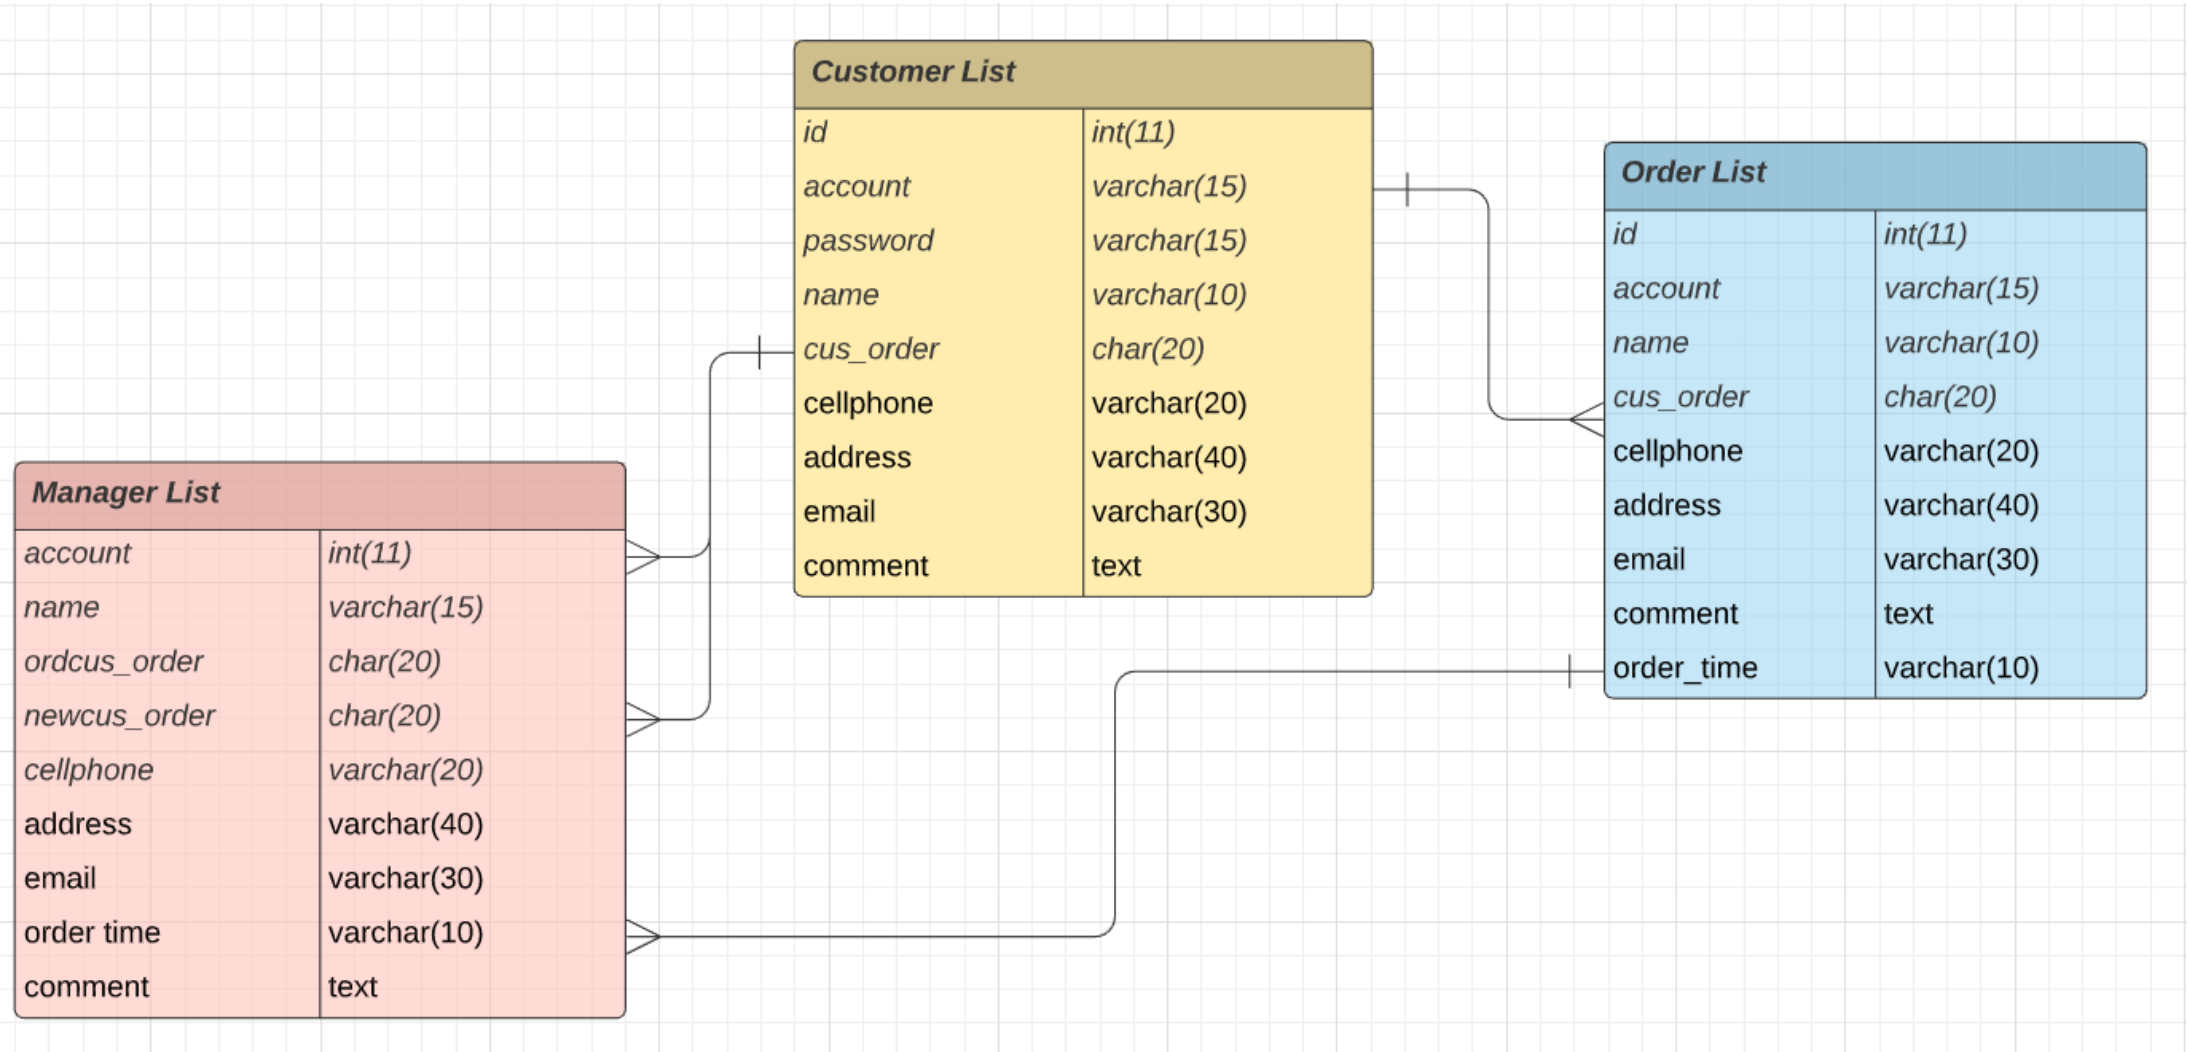 Customer List
id int(11)
account varchar(15)
password varchar(15)
name varchar(10)
cus_order char(20)
cellphone varchar(20)
address varchar(40)
email varchar(30)
comment text
Order List
id int(11)
account varchar(15)
name varchar(10)
cus_order char(20)
cellphone varchar(20)
address varchar(40)
email varchar(30)
comment text
order_time varchar(10)
Manager List
account int(11)
name varchar(15)
ordcus_order char(20)
newcus_order char(20)
cellphone varchar(20)
address varchar(40)
email varchar(30)
order time varchar(10)
comment text